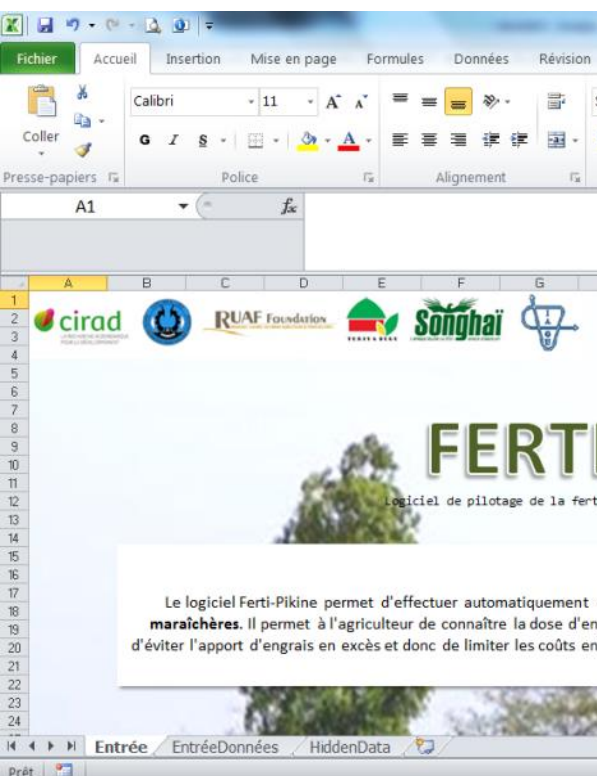 Fichier Accueil Insertion Mise en page Formules Données Révision
Coller Calibri 11 A A
G I S A
Presse-papiers Police Alignement
A1 fx
A B C D E F G
1
2
3
4
5
6
7
8
9
10
11
12
13
14
15
16
17
18
19
20
21
22
23
24
cirad RUAF FOUNDATION Songhaï
FERTI
Logiciel de pilotage de la fert
Le logiciel Ferti-Pikine permet d'effectuer automatiquement
maraîchères. Il permet à l'agriculteur de connaître la dose d'en
d'éviter l'apport d'engrais en excès et donc de limiter les coûts en
Entrée EntréeDonnées HiddenData
Prêt